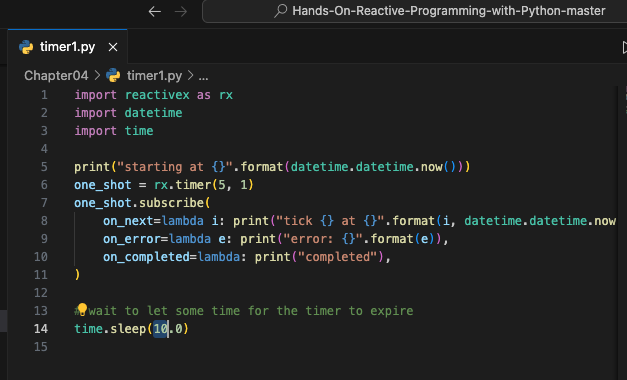 Hands-On-Reactive-Programming-with-Python-master
timer1.py
Chapter04 > timer1.py > ...
1 import reactivex as rx
2 import datetime
3 import time
4
5 print("starting at {}".format(datetime.datetime.now()))
6 one_shot = rx.timer(5, 1)
7 one_shot.subscribe(
8     on_next=lambda i: print("tick {} at {}".format(i, datetime.datetime.now
9     on_error=lambda e: print("error: {}".format(e)),
10     on_completed=lambda: print("completed"),
11 )
12
13 # wait to let some time for the timer to expire
14 time.sleep(10.0)
15